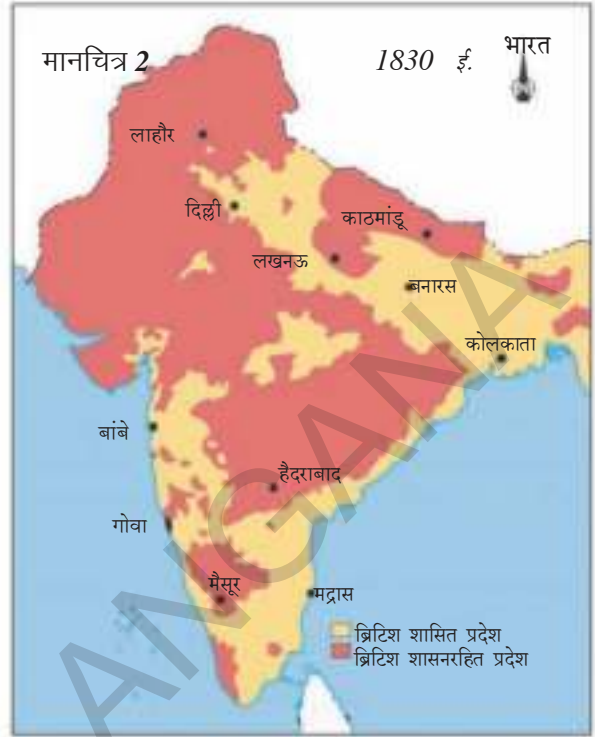 मानचित्र 2 1830 ई. भारत
N
लाहौर
दिल्ली
काठमांडू
लखनऊ
बनारस
कोलकाता
बांबे
हैदराबाद
गोवा
मैसूर
मद्रास
ब्रिटिश शासित प्रदेश
ब्रिटिश शासनरहित प्रदेश
ANGANA